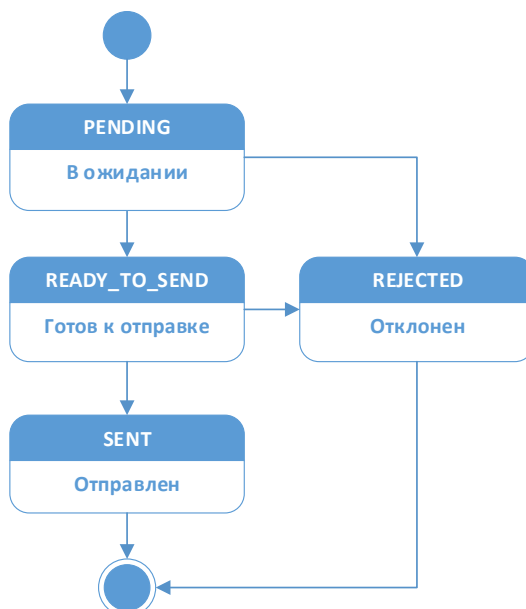 PENDING
В ожидании
READY_TO_SEND
Готов к отправке
REJECTED
Отклонен
SENT
Отправлен